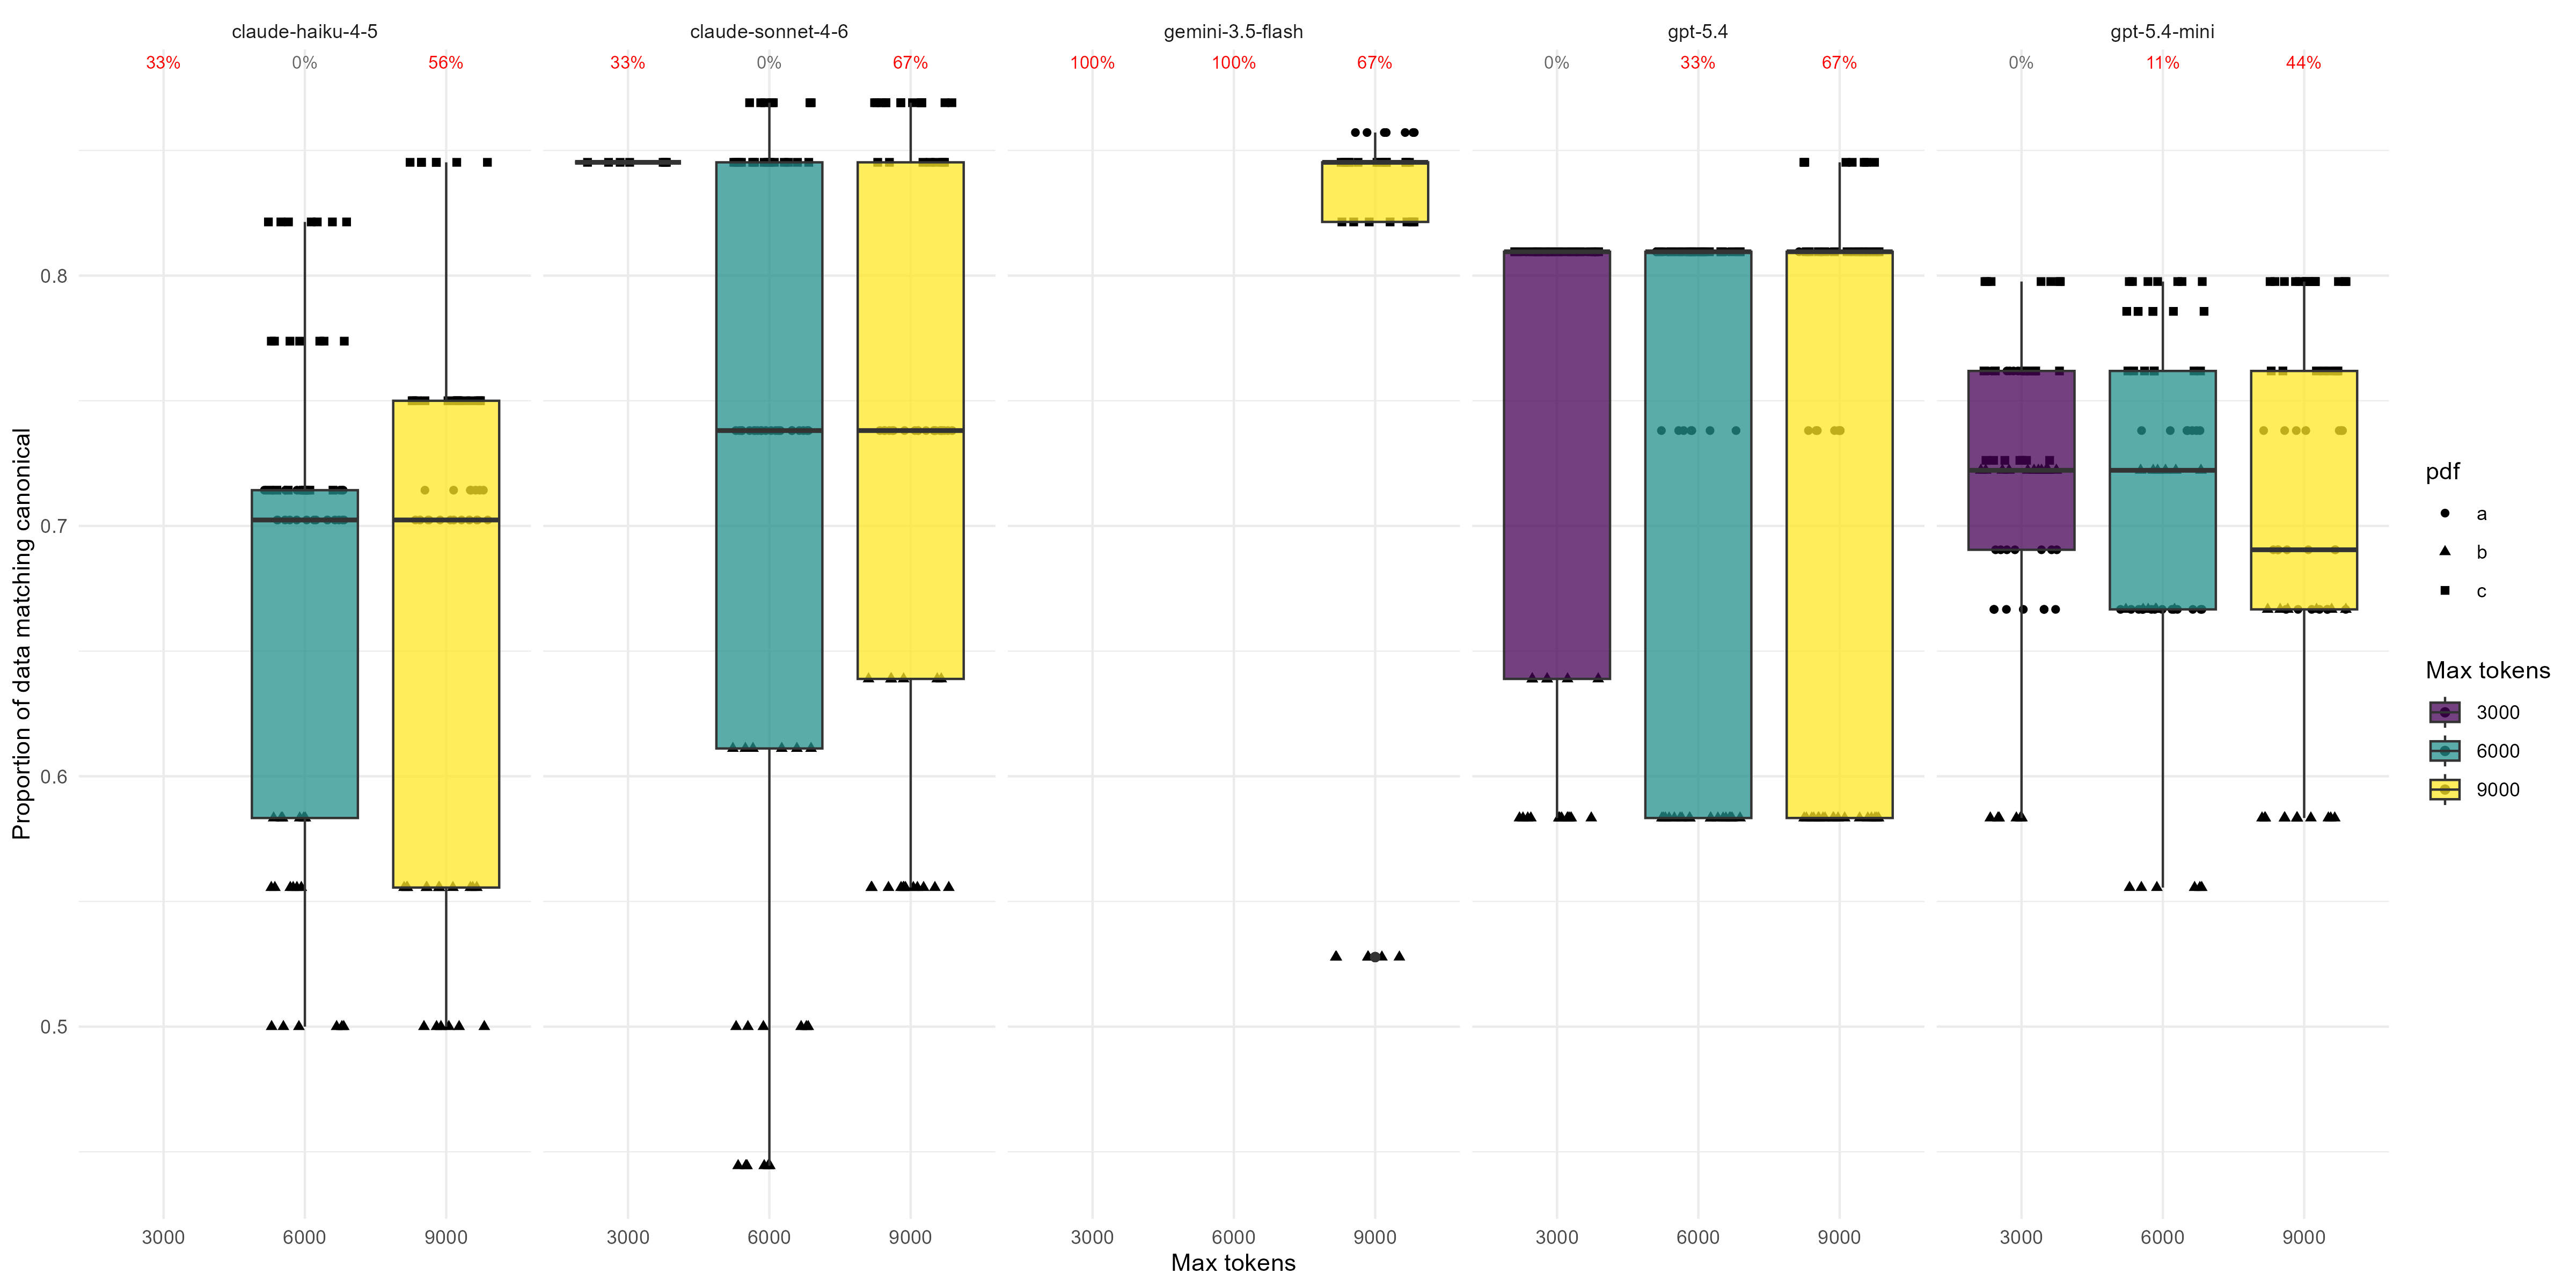 claude-haiku-4-5
claude-sonnet-4-6
gemini-3.5-flash
gpt-5.4
gpt-5.4-mini
33% 0% 56%
33% 0% 67%
100% 100% 67%
0% 33% 67%
0% 11% 44%
Proportion of data matching canonical
0.8
0.7
0.6
0.5
3000 6000 9000
3000 6000 9000
3000 6000 9000
3000 6000 9000
3000 6000 9000
Max tokens
pdf
a
b
c
Max tokens
3000
6000
9000